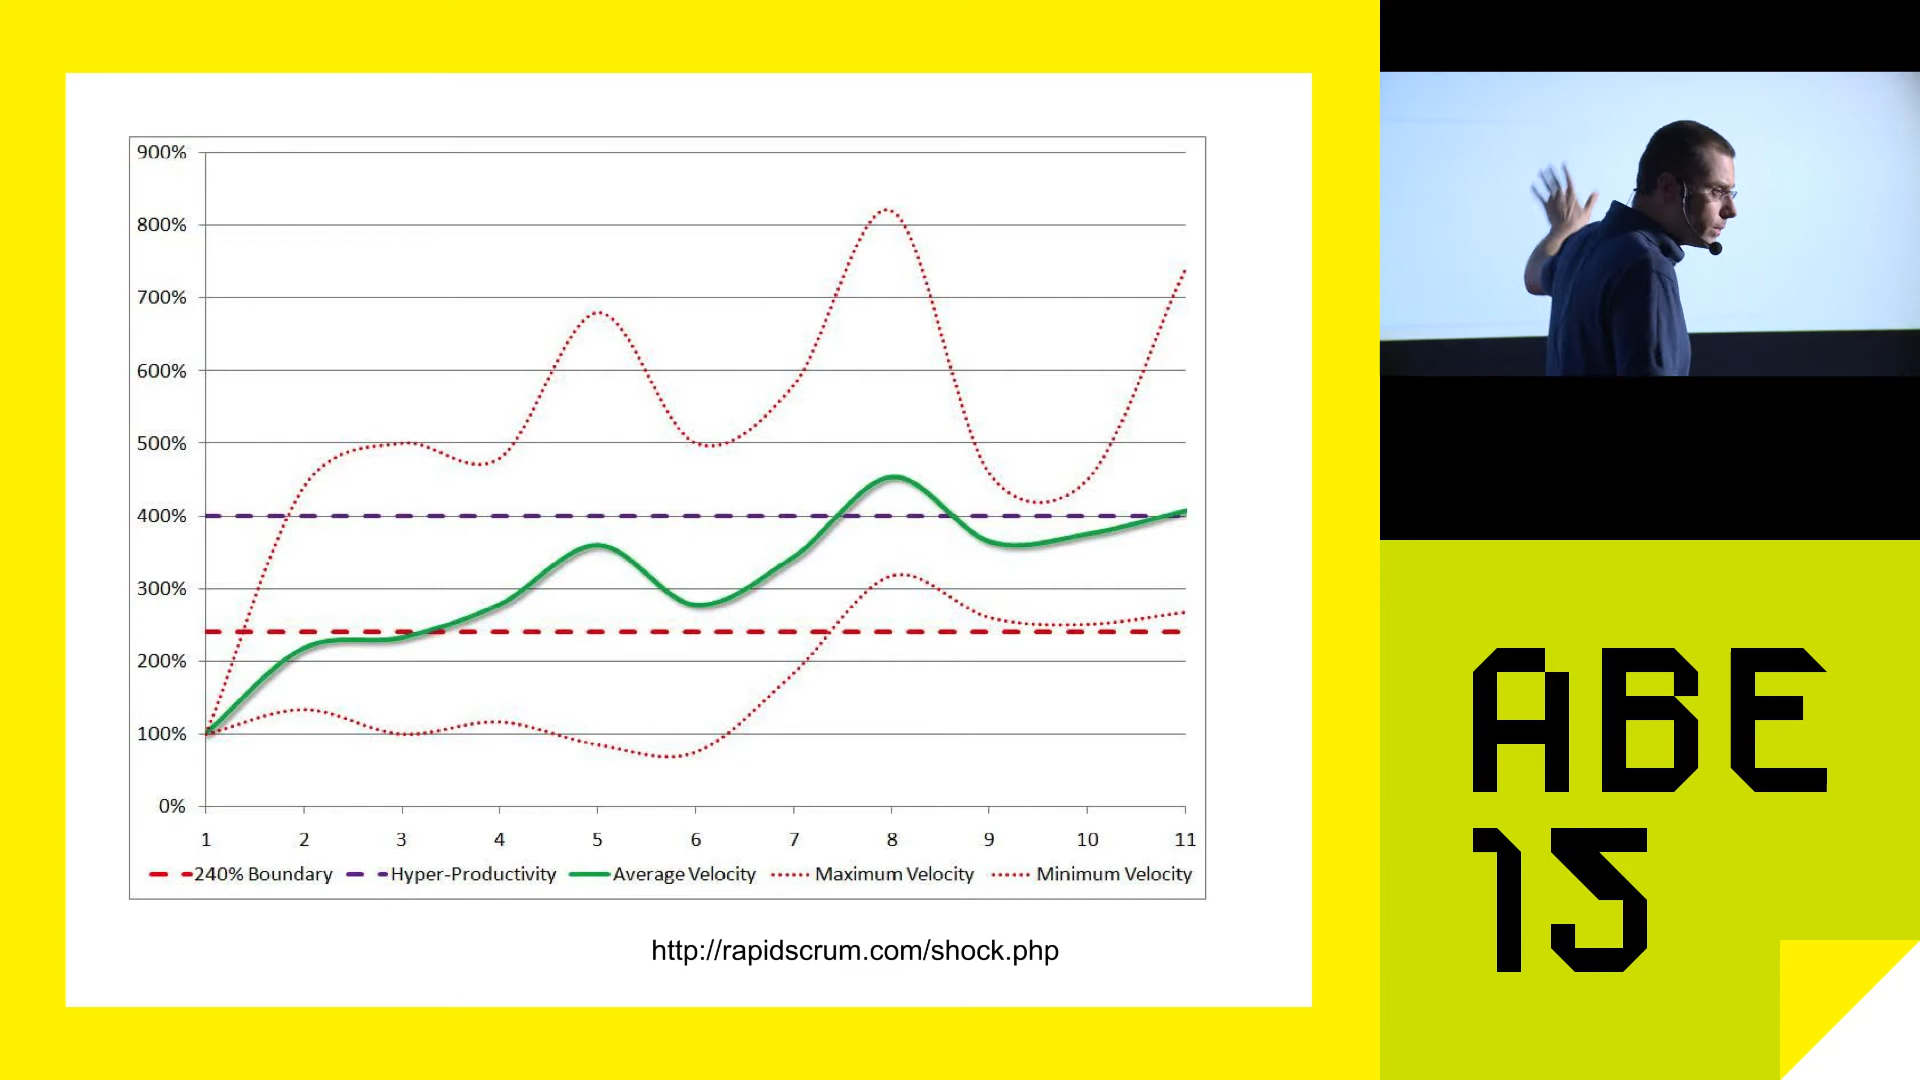 900%
800%
700%
600%
500%
400%
300%
200%
100%
0%
1 2 3 4 5 6 7 8 9 10 11
240% Boundary Hyper-Productivity Average Velocity Maximum Velocity Minimum Velocity
http://rapidscrum.com/shock.php
ABE
15